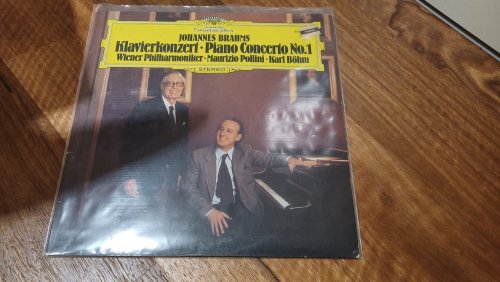 JOHANNES BRAHMS
Klavierkonzert · Piano Concerto No.1
Wiener Philharmoniker · Maurizio Pollini · Karl Böhm
STEREO